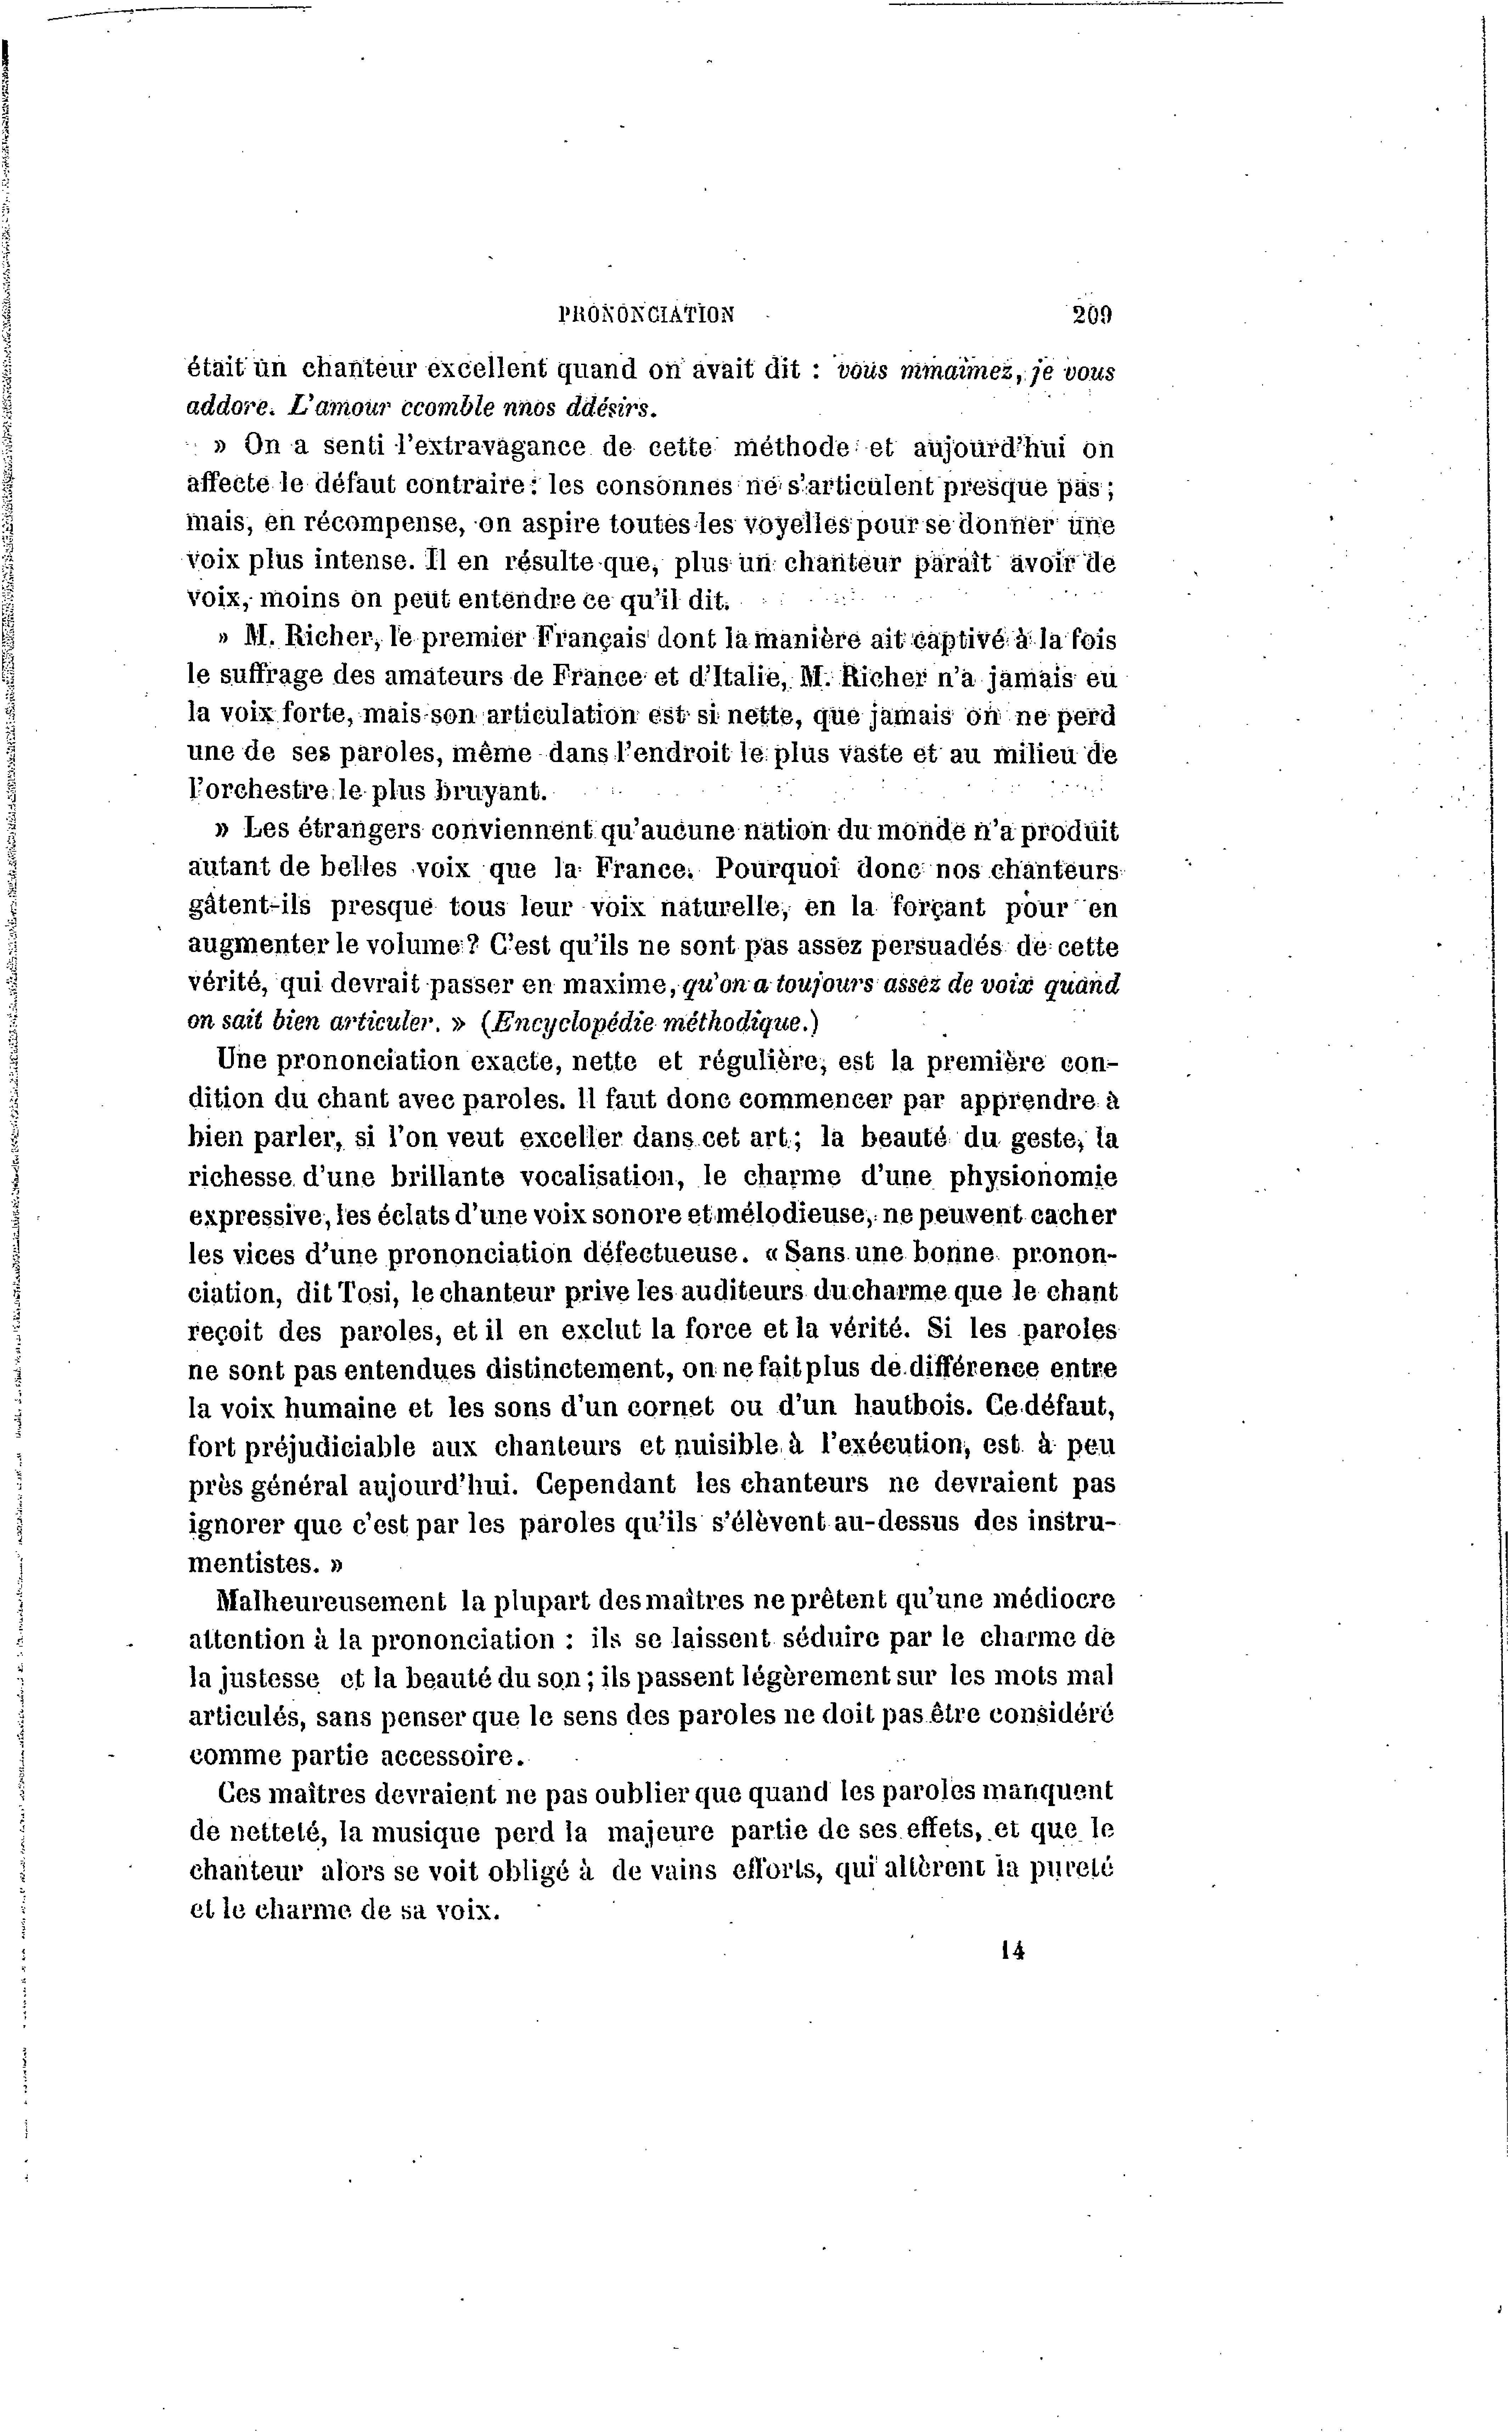 PRONONCIATION 209
était un chanteur excellent quand on avait dit : vous mmaimez, je vous
addore. L'amour ccomble nnos ddésirs.
» On a senti l'extravagance de cette méthode et aujourd'hui on
affecte le défaut contraire : les consonnes ne s'articulent presque pas ;
mais, en récompense, on aspire toutes les voyelles pour se donner une
voix plus intense. Il en résulte que, plus un chanteur paraît avoir de
voix, moins on peut entendre ce qu'il dit.
» M. Richer, le premier Français dont la manière ait captivé à la fois
le suffrage des amateurs de France et d'Italie, M. Richer n'a jamais eu
la voix forte, mais son articulation est si nette, que jamais on ne perd
une de ses paroles, même dans l'endroit le plus vaste et au milieu de
l'orchestre le plus bruyant.
» Les étrangers conviennent qu'aucune nation du monde n'a produit
autant de belles voix que la France. Pourquoi donc nos chanteurs
gâtent-ils presque tous leur voix naturelle, en la forçant pour en
augmenter le volume ? C'est qu'ils ne sont pas assez persuadés de cette
vérité, qui devrait passer en maxime, qu'on a toujours assez de voix quand
on sait bien articuler. » (Encyclopédie méthodique.)
Une prononciation exacte, nette et régulière, est la première con-
dition du chant avec paroles. Il faut donc commencer par apprendre à
bien parler, si l'on veut exceller dans cet art ; la beauté du geste, la
richesse d'une brillante vocalisation, le charme d'une physionomie
expressive, les éclats d'une voix sonore et mélodieuse, ne peuvent cacher
les vices d'une prononciation défectueuse. « Sans une bonne pronon-
ciation, dit Tosi, le chanteur prive les auditeurs du charme que le chant
reçoit des paroles, et il en exclut la force et la vérité. Si les paroles
ne sont pas entendues distinctement, on ne fait plus de différence entre
la voix humaine et les sons d'un cornet ou d'un hautbois. Ce défaut,
fort préjudiciable aux chanteurs et nuisible à l'exécution, est à peu
près général aujourd'hui. Cependant les chanteurs ne devraient pas
ignorer que c'est par les paroles qu'ils s'élèvent au-dessus des instru-
mentistes. »
Malheureusement la plupart des maîtres ne prêtent qu'une médiocre
attention à la prononciation : ils se laissent séduire par le charme de
la justesse et la beauté du son ; ils passent légèrement sur les mots mal
articulés, sans penser que le sens des paroles ne doit pas être considéré
comme partie accessoire.
Ces maîtres devraient ne pas oublier que quand les paroles manquent
de netteté, la musique perd la majeure partie de ses effets, et que le
chanteur alors se voit obligé à de vains efforts, qui altèrent la pureté
et le charme de sa voix.
14